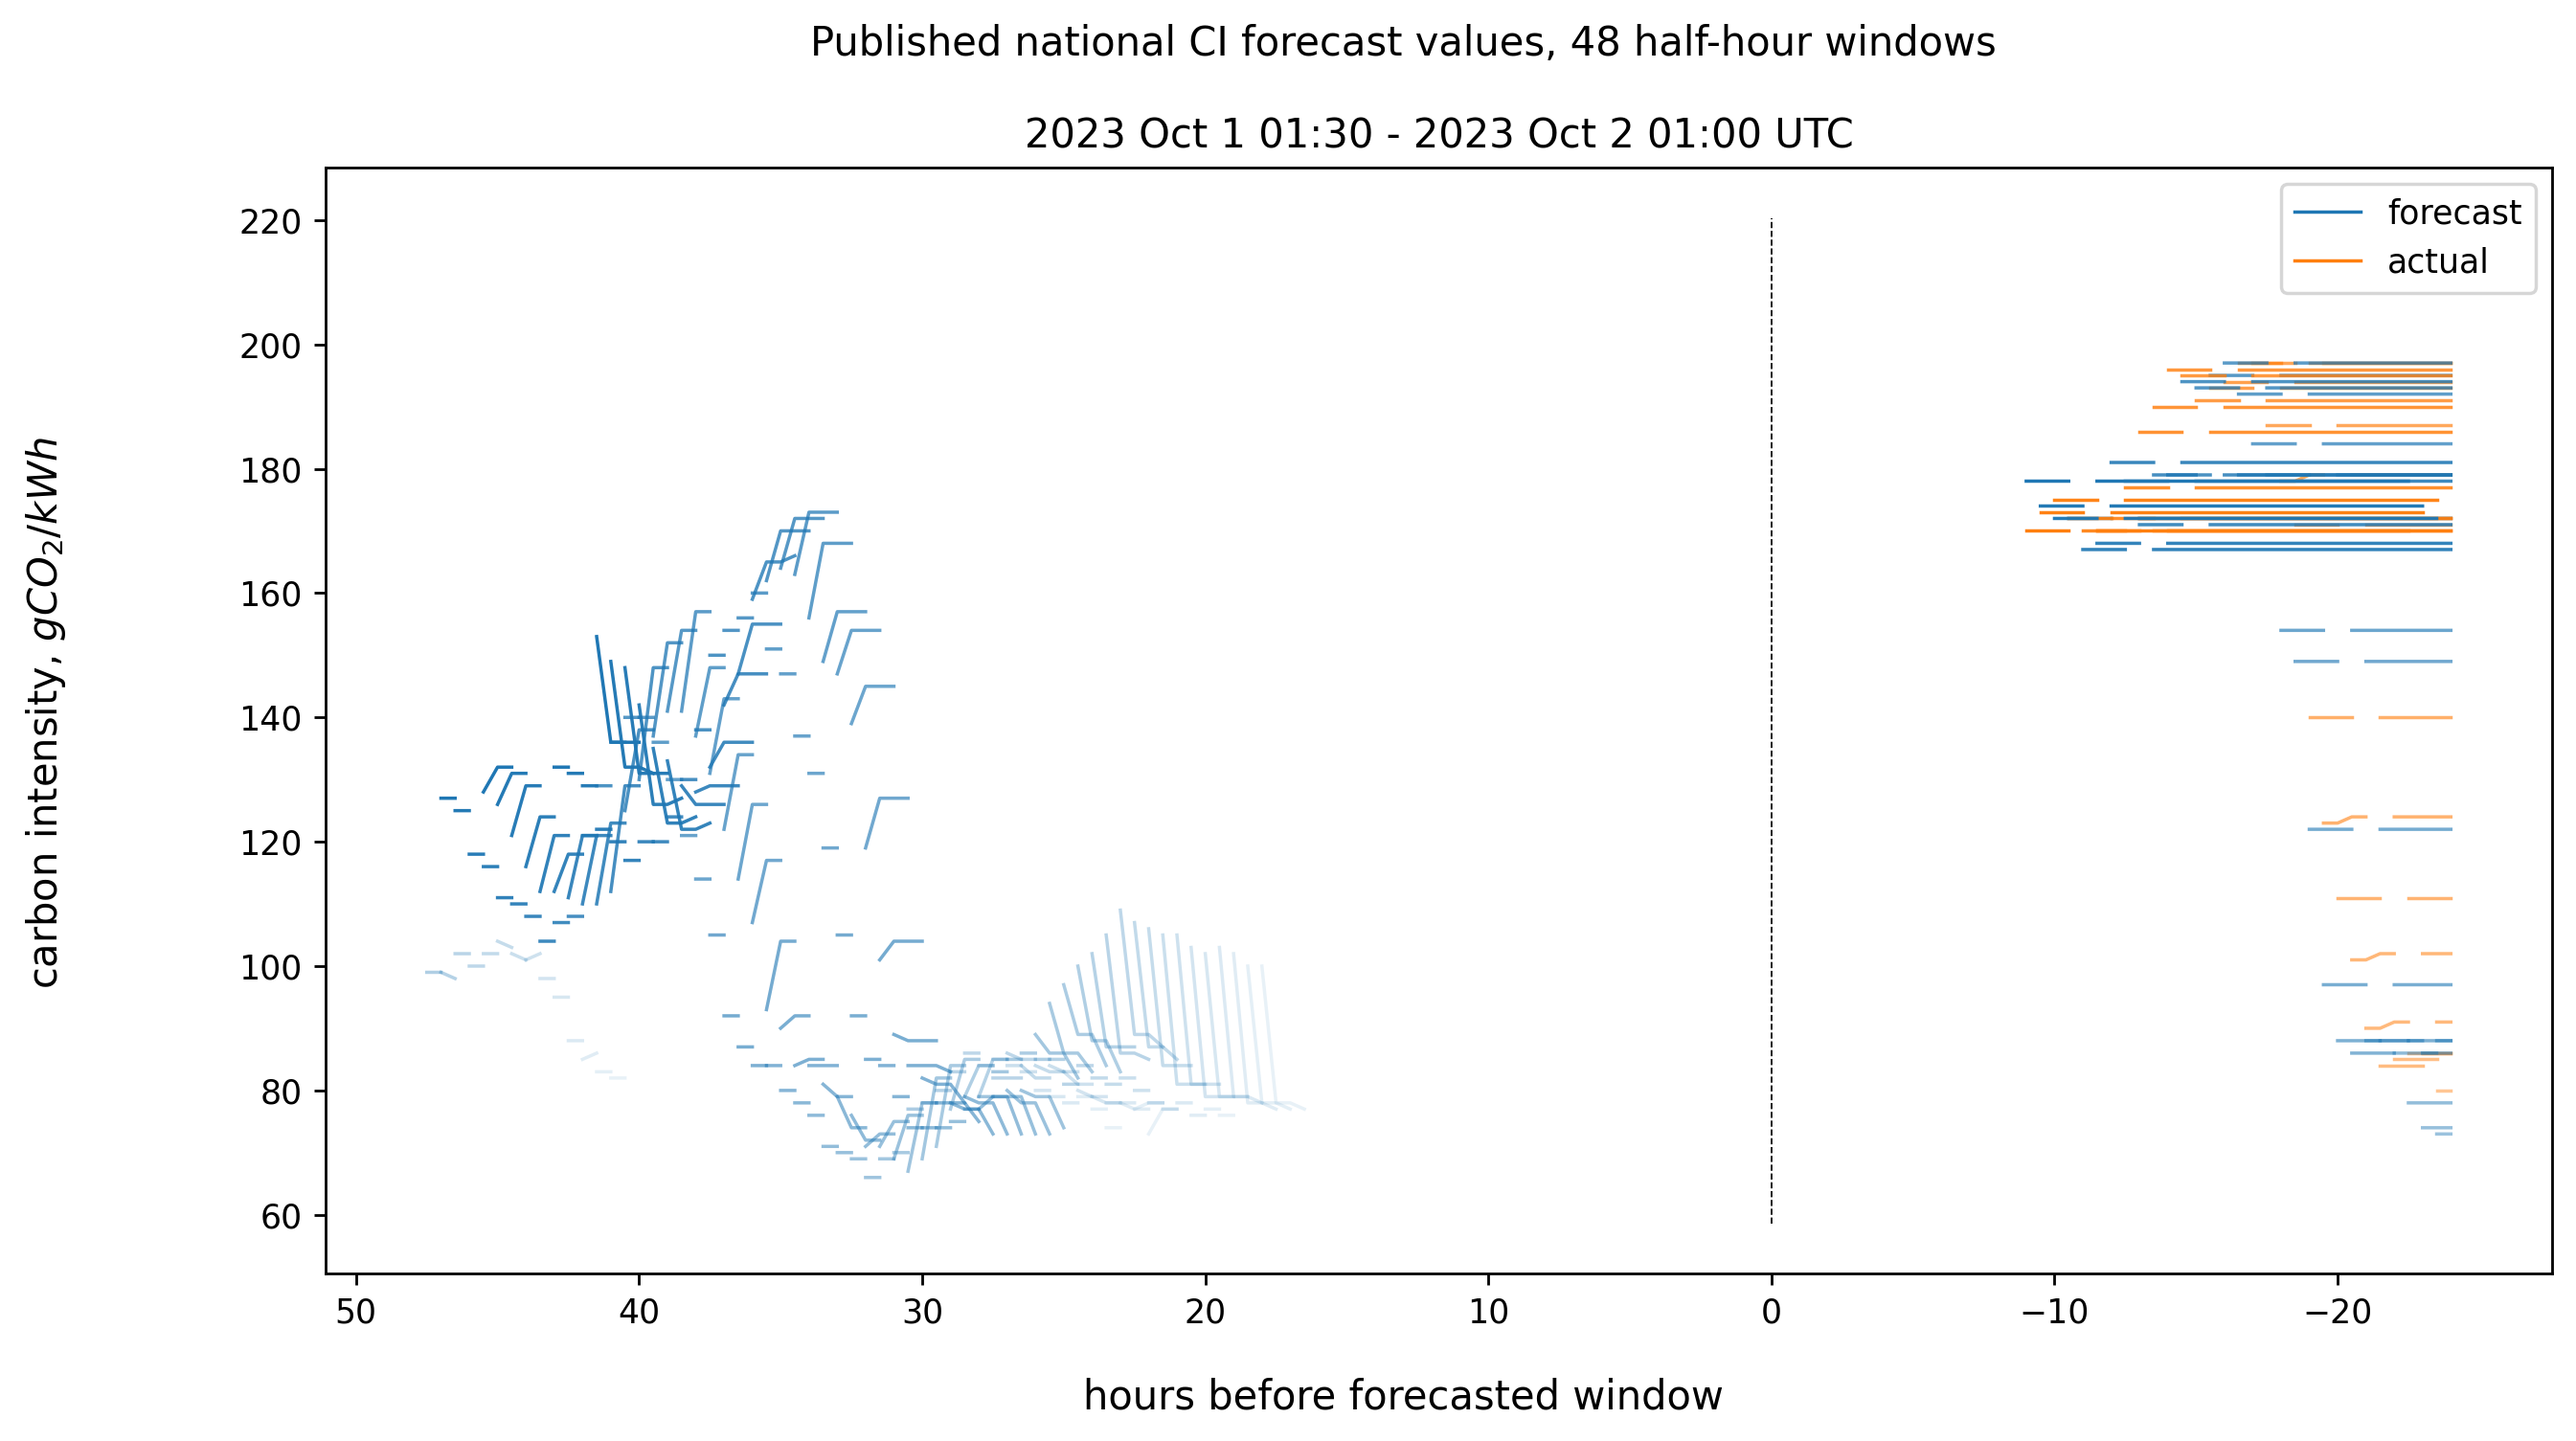 Published national CI forecast values, 48 half-hour windows
2023 Oct 1 01:30 - 2023 Oct 2 01:00 UTC
forecast
actual
220
200
180
160
140
120
100
80
60
carbon intensity, gCO₂/kWh
50 40 30 20 10 0 −10 −20
hours before forecasted window